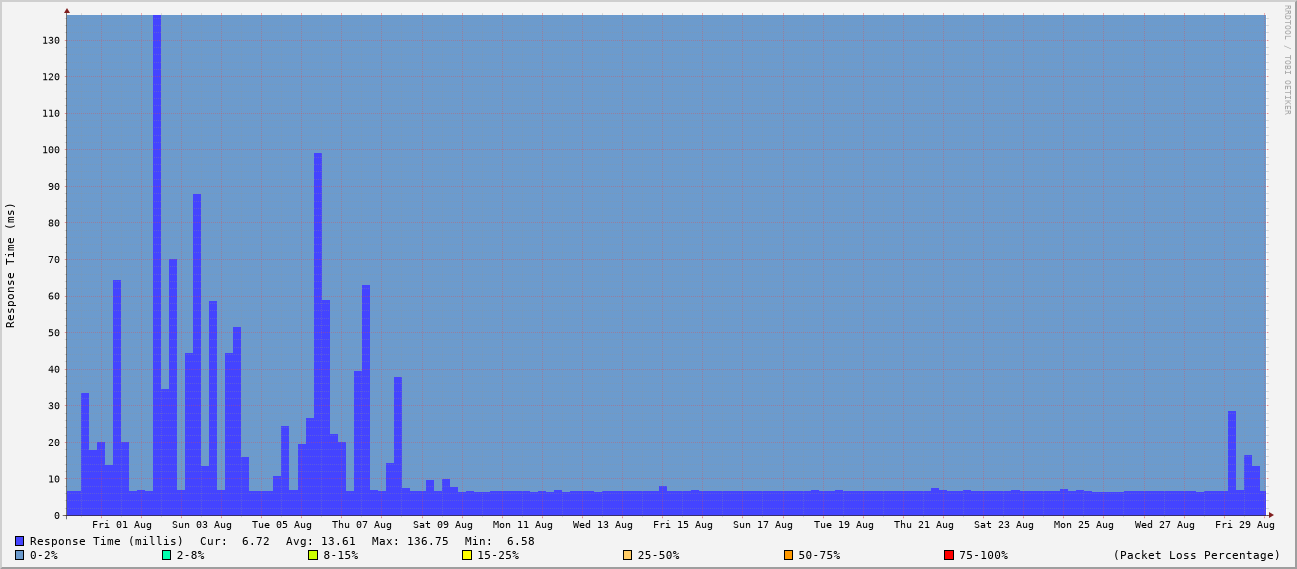 RRDTOOL / TOBI OETIKER
Response Time (ms)
130
120
110
100
90
80
70
60
50
40
30
20
10
0
Fri 01 Aug Sun 03 Aug Tue 05 Aug Thu 07 Aug Sat 09 Aug Mon 11 Aug Wed 13 Aug Fri 15 Aug Sun 17 Aug Tue 19 Aug Thu 21 Aug Sat 23 Aug Mon 25 Aug Wed 27 Aug Fri 29 Aug
Response Time (millis) Cur: 6.72 Avg: 13.61 Max: 136.75 Min: 6.58
0-2% 2-8% 8-15% 15-25% 25-50% 50-75% 75-100% (Packet Loss Percentage)